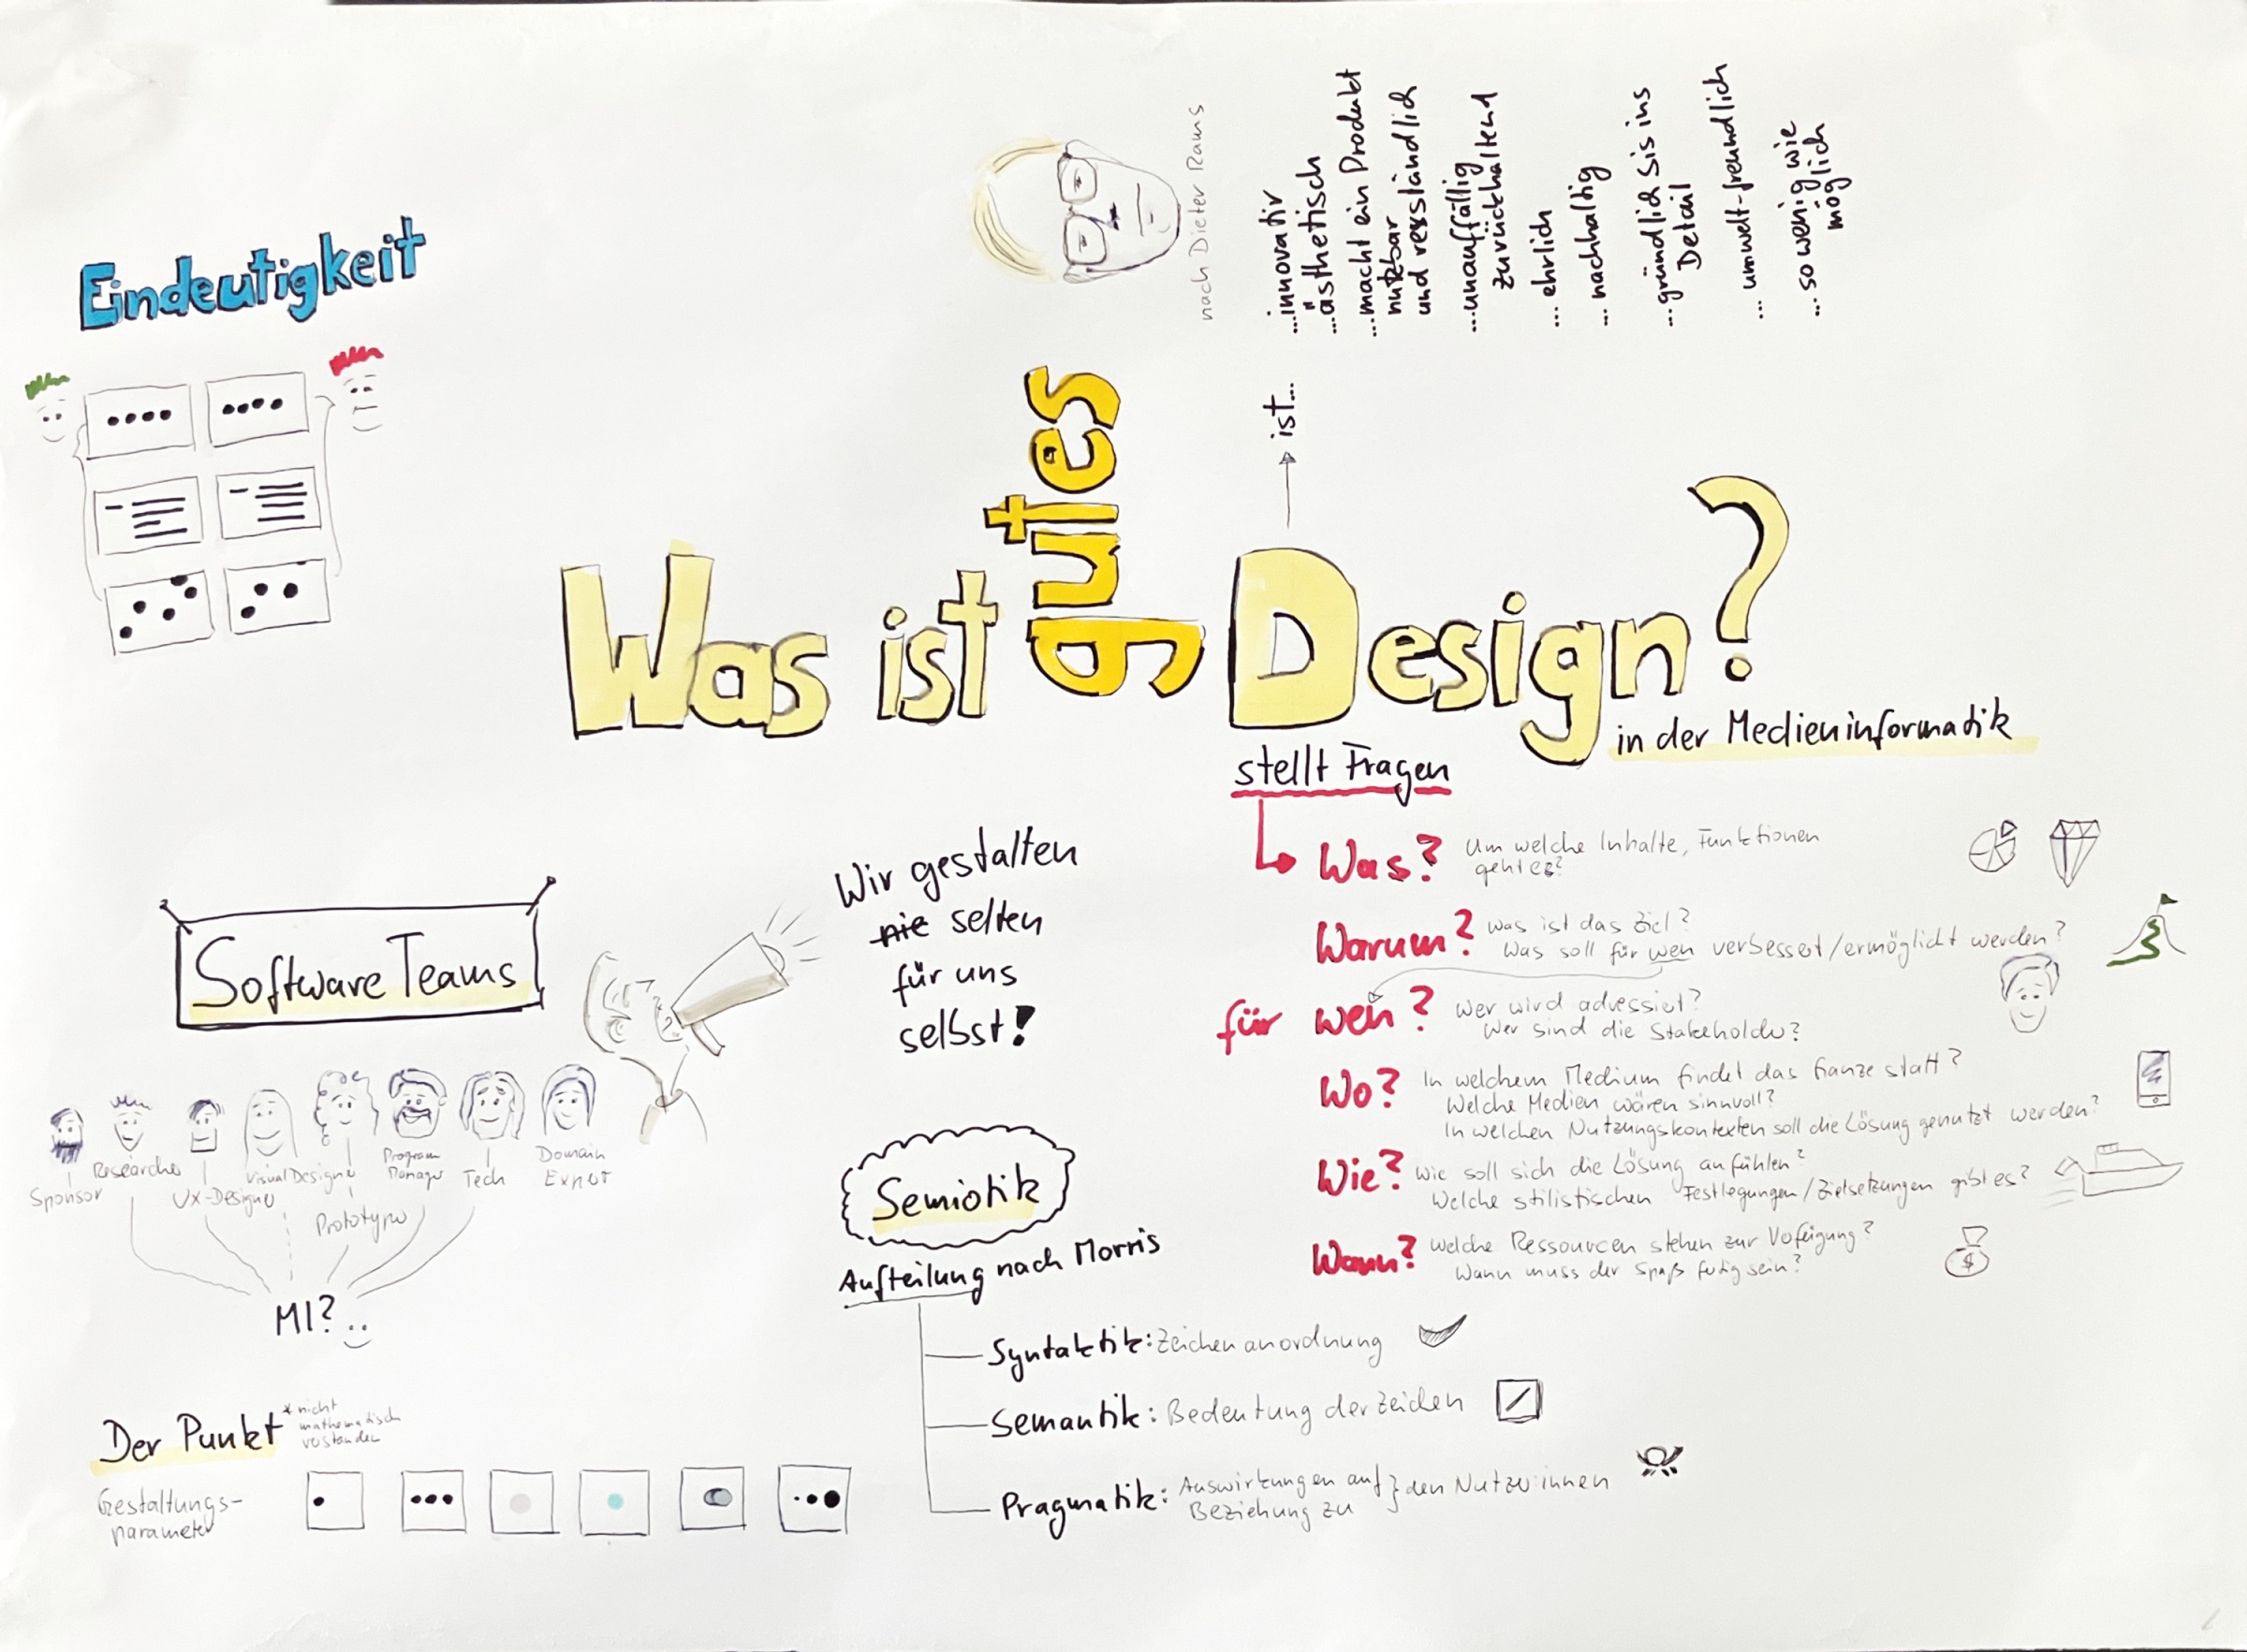 Eindeutigkeit
nach Dieter Rams
...innovativ
...ästhetisch
...macht ein Produkt
nutzbar
und verständlich
...unauffällig
zurückhaltend
... ehrlich
... nachhaltig
...gründlich bis ins
Detail
... umwelt-freundlich
... so wenig wie
möglich
ist...
Was ist gutes Design?
in der Medieninformatik
stellt Fragen
Was? Um welche Inhalte, Funktionen
geht es?
Warum? Was ist das Ziel?
Was soll für wen verbessert/ermöglicht werden?
für wen? Wer wird adressiert?
Wer sind die Stakeholder?
Wo? In welchem Medium findet das Ganze statt?
Welche Medien wären sinnvoll?
In welchen Nutzungskontexten soll die Lösung genutzt werden?
Wie? Wie soll sich die Lösung anfühlen?
Welche stilistischen Festlegungen/Zielsetzungen gibt es?
Wann? Welche Ressourcen stehen zur Verfügung?
Wann muss der Spaß fertig sein?
$
Wir gestalten
nie selten
für uns
selbst!
Software Teams
Sponsor
Researcher
UX-Designer
Visual Designer
Prototyper
Program
Manager
Tech
Domain
Expert
MI?
Semiotik
Aufteilung nach Morris
Syntaktik: Zeichenanordnung
Semantik: Bedeutung der Zeichen
Pragmatik: Auswirkungen auf
Beziehung zu } den Nutzer:innen
Der Punkt
* nicht
mathematisch
verstanden
Gestaltungs-
parameter